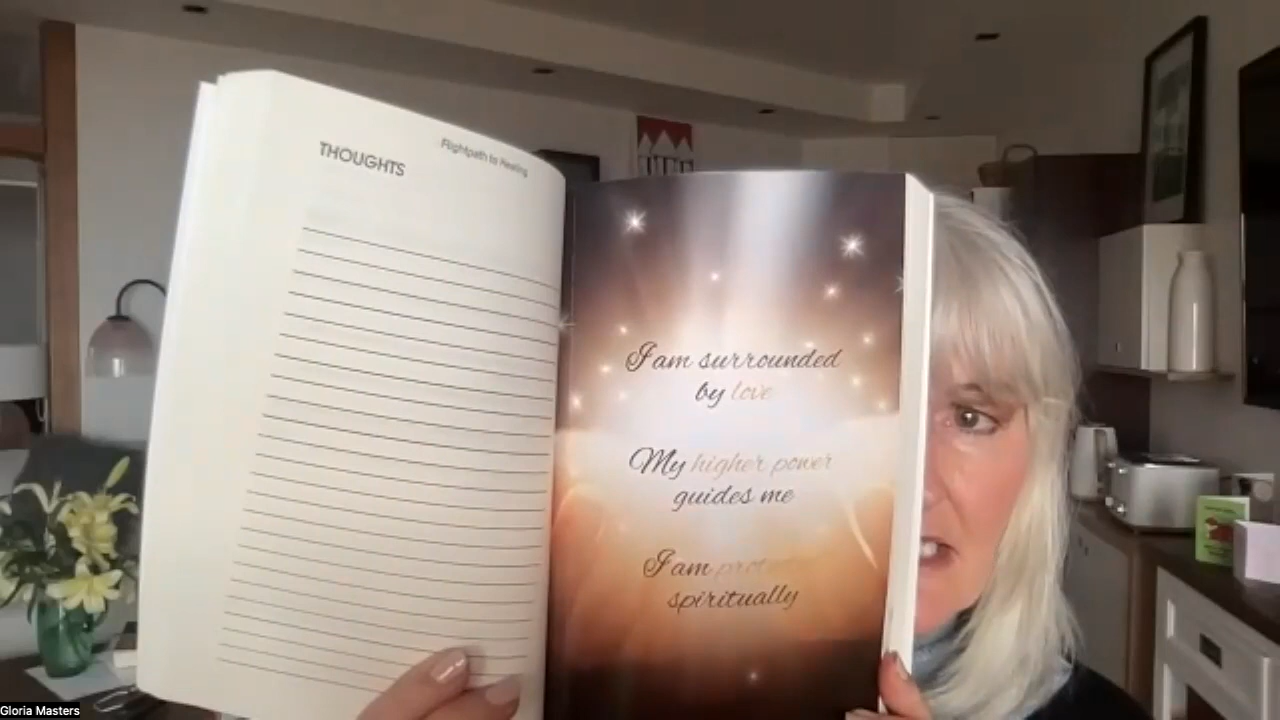 THOUGHTS
Flightpath to Healing
I am surrounded
by love
My higher power
guides me
I am
spiritually
Gloria Masters